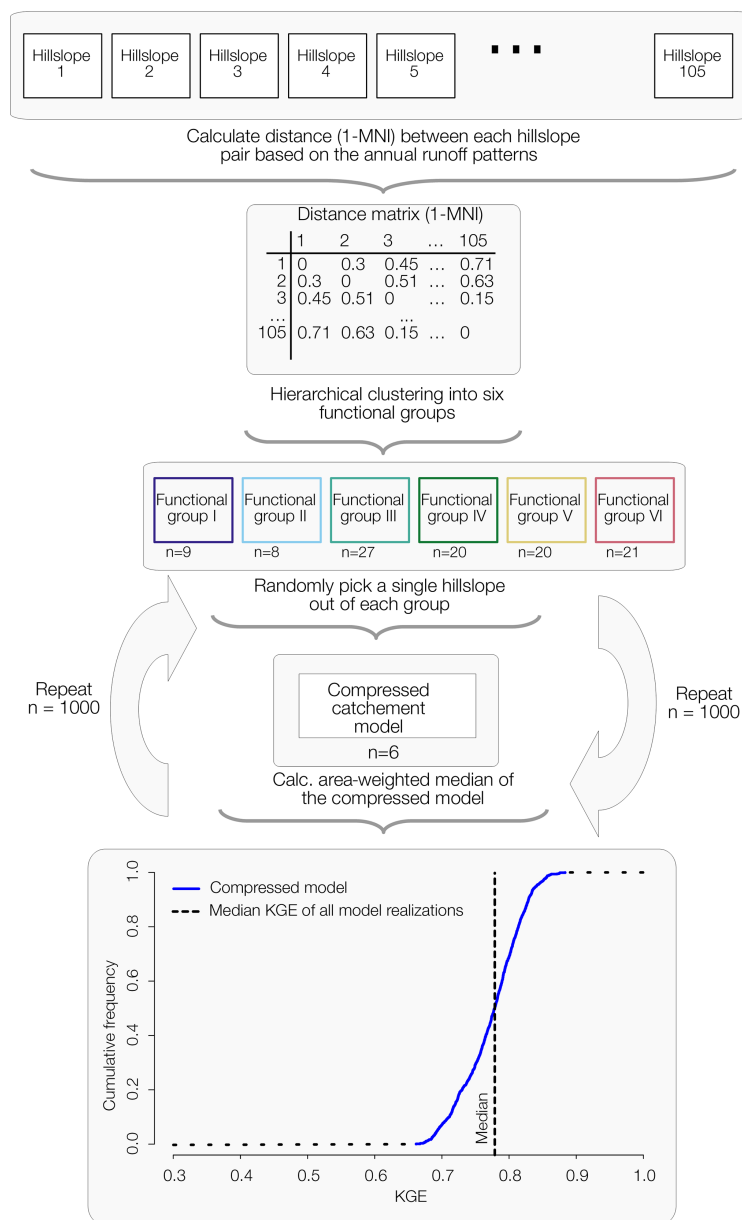 Hillslope
1
Hillslope
2
Hillslope
3
Hillslope
4
Hillslope
5
...
Hillslope
105
Calculate distance (1-MNI) between each hillslope
pair based on the annual runoff patterns
Distance matrix (1-MNI)
1 2 3 … 105
1 0 0.3 0.45 … 0.71
2 0.3 0 0.51 … 0.63
3 0.45 0.51 0 … 0.15
... ...
105 0.71 0.63 0.15 … 0
Hierarchical clustering into six
functional groups
Functional
group I
n=9
Functional
group II
n=8
Functional
group III
n=27
Functional
group IV
n=20
Functional
group V
n=20
Functional
group VI
n=21
Randomly pick a single hillslope
out of each group
Repeat
n = 1000
Compressed
catchement
model
n=6
Repeat
n = 1000
Calc. area-weighted median of
the compressed model
Compressed model
Median KGE of all model realizations
Cumulative frequency
1.0
0.8
0.6
0.4
0.2
0.0
Median
0.3 0.4 0.5 0.6 0.7 0.8 0.9 1.0
KGE